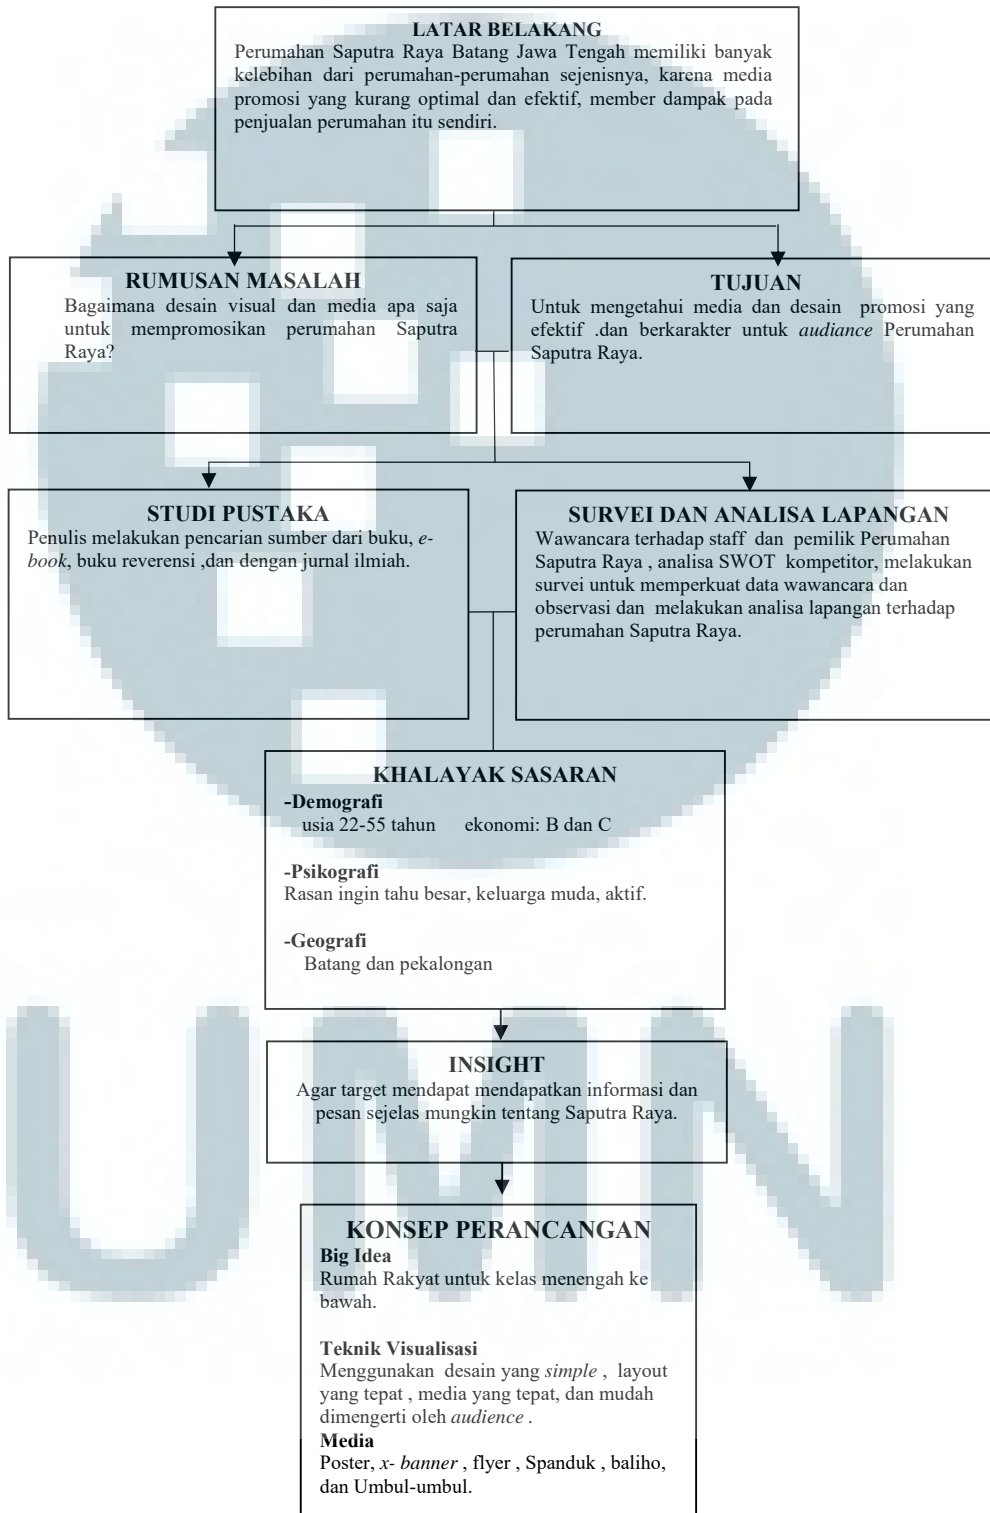 LATAR BELAKANG
Perumahan Saputra Raya Batang Jawa Tengah memiliki banyak
kelebihan dari perumahan-perumahan sejenisnya, karena media
promosi yang kurang optimal dan efektif, member dampak pada
penjualan perumahan itu sendiri.
RUMUSAN MASALAH
Bagaimana desain visual dan media apa saja
untuk mempromosikan perumahan Saputra
Raya?
TUJUAN
Untuk mengetahui media dan desain promosi yang
efektif .dan berkarakter untuk audiance Perumahan
Saputra Raya.
STUDI PUSTAKA
Penulis melakukan pencarian sumber dari buku, e-
book, buku reverensi ,dan dengan jurnal ilmiah.
SURVEI DAN ANALISA LAPANGAN
Wawancara terhadap staff dan pemilik Perumahan
Saputra Raya , analisa SWOT kompetitor, melakukan
survei untuk memperkuat data wawancara dan
observasi dan melakukan analisa lapangan terhadap
perumahan Saputra Raya.
KHALAYAK SASARAN
-Demografi
usia 22-55 tahun ekonomi: B dan C
-Psikografi
Rasan ingin tahu besar, keluarga muda, aktif.
-Geografi
Batang dan pekalongan
INSIGHT
Agar target mendapat mendapatkan informasi dan
pesan sejelas mungkin tentang Saputra Raya.
KONSEP PERANCANGAN
Big Idea
Rumah Rakyat untuk kelas menengah ke
bawah.
Teknik Visualisasi
Menggunakan desain yang simple , layout
yang tepat , media yang tepat, dan mudah
dimengerti oleh audience .
Media
Poster, x- banner , flyer , Spanduk , baliho,
dan Umbul-umbul.
UMN